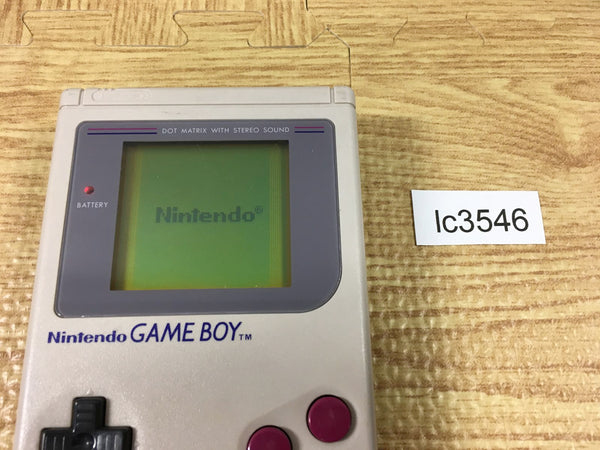 DOT MATRIX WITH STEREO SOUND
BATTERY
Nintendo®
lc3546
Nintendo GAME BOY™